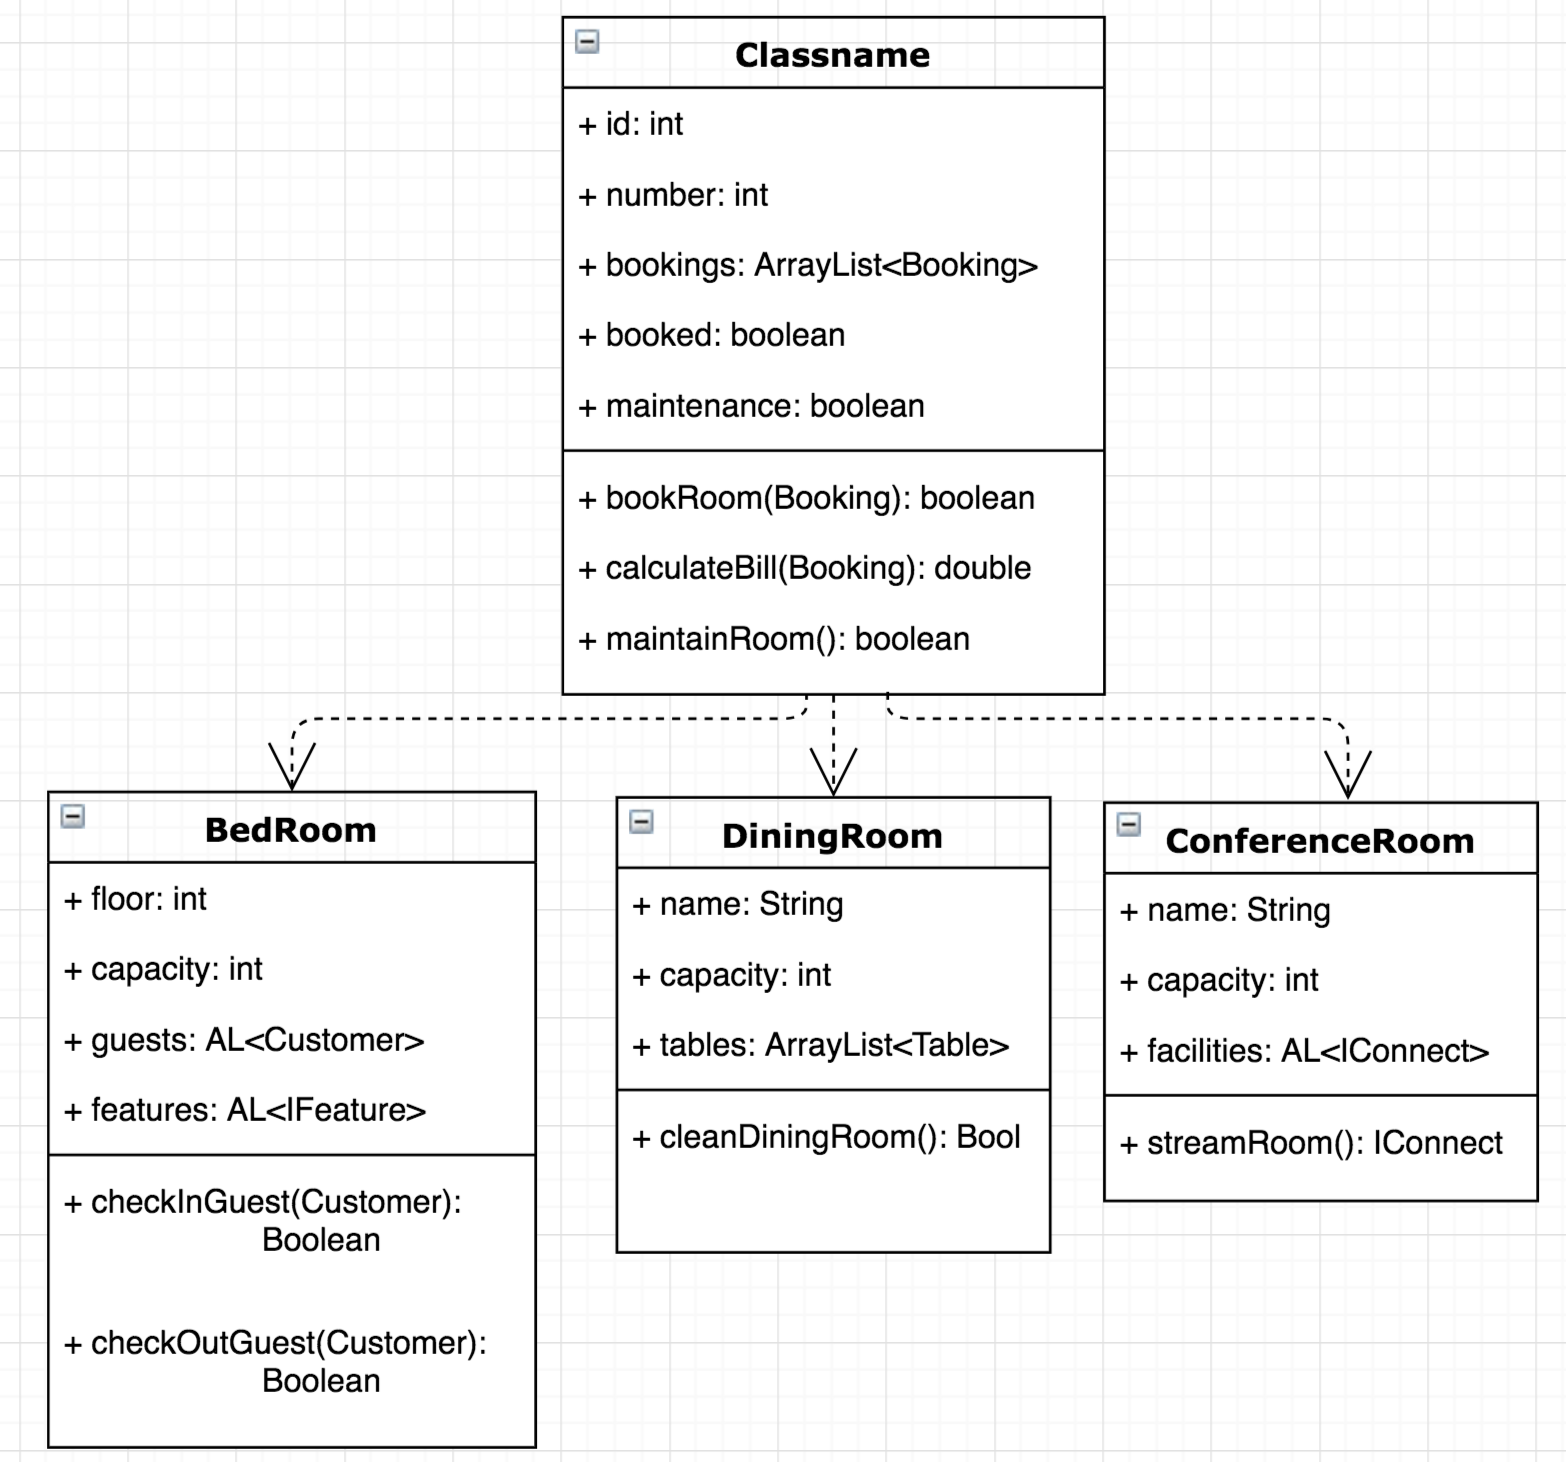 Classname
+ id: int
+ number: int
+ bookings: ArrayList<Booking>
+ booked: boolean
+ maintenance: boolean
+ bookRoom(Booking): boolean
+ calculateBill(Booking): double
+ maintainRoom(): boolean
BedRoom
+ floor: int
+ capacity: int
+ guests: AL<Customer>
+ features: AL<IFeature>
+ checkInGuest(Customer):
Boolean
+ checkOutGuest(Customer):
Boolean
DiningRoom
+ name: String
+ capacity: int
+ tables: ArrayList<Table>
+ cleanDiningRoom(): Bool
ConferenceRoom
+ name: String
+ capacity: int
+ facilities: AL<IConnect>
+ streamRoom(): IConnect